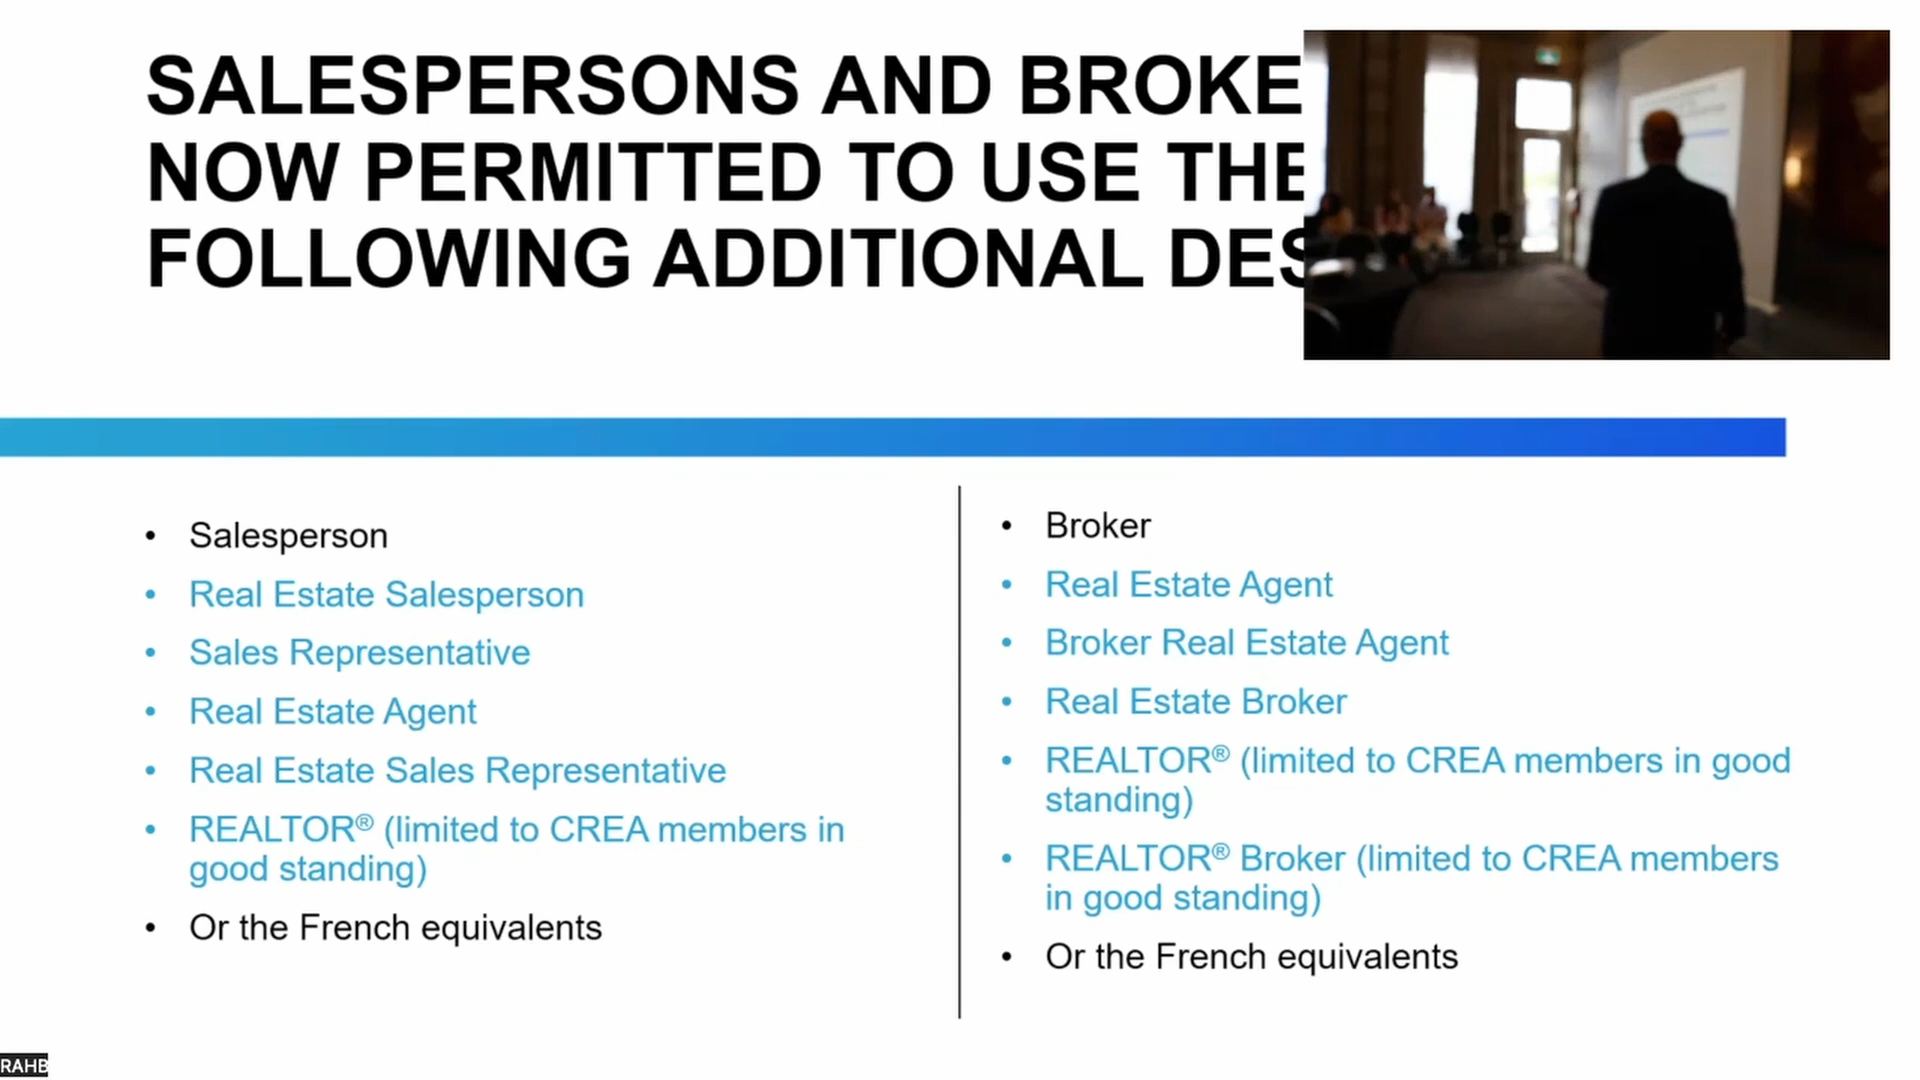 SALESPERSONS AND BROKE
NOW PERMITTED TO USE THE
FOLLOWING ADDITIONAL DES
• Salesperson
• Real Estate Salesperson
• Sales Representative
• Real Estate Agent
• Real Estate Sales Representative
• REALTOR® (limited to CREA members in
good standing)
• Or the French equivalents
• Broker
• Real Estate Agent
• Broker Real Estate Agent
• Real Estate Broker
• REALTOR® (limited to CREA members in good
standing)
• REALTOR® Broker (limited to CREA members
in good standing)
• Or the French equivalents
RAHB